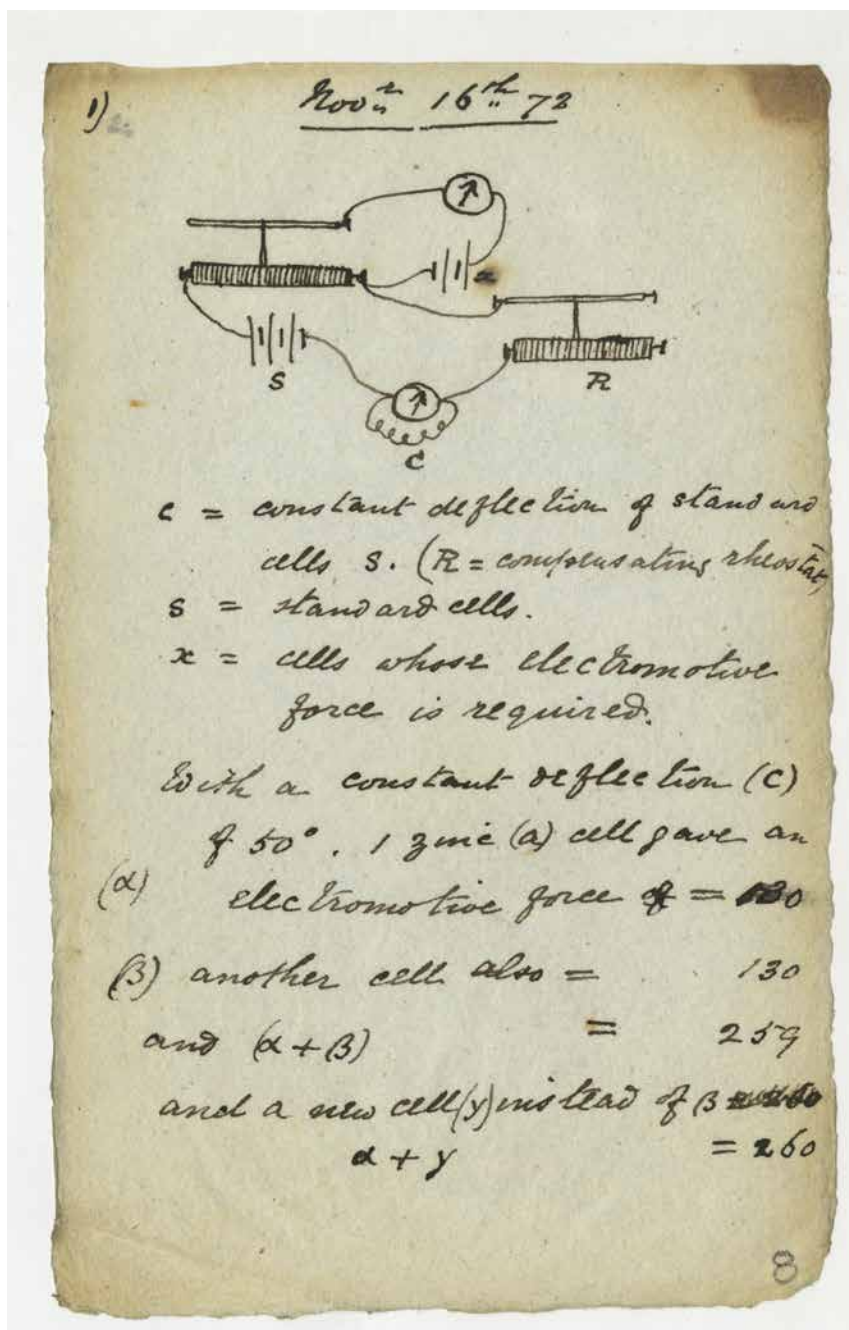 1)
Novr 16th 72
x
S
R
C
c = constant deflection of standard
cells S. (R = compensating rheostat)
s = standard cells.
x = cells whose electromotive
force is required.
With a constant deflection (C)
of 50°. 1 zinc (a) cell gave an
(α) electromotive force = 130
(β) another cell also = 130
and (α + β) = 259
and a new cell (γ) instead of β
α + γ = 260
8